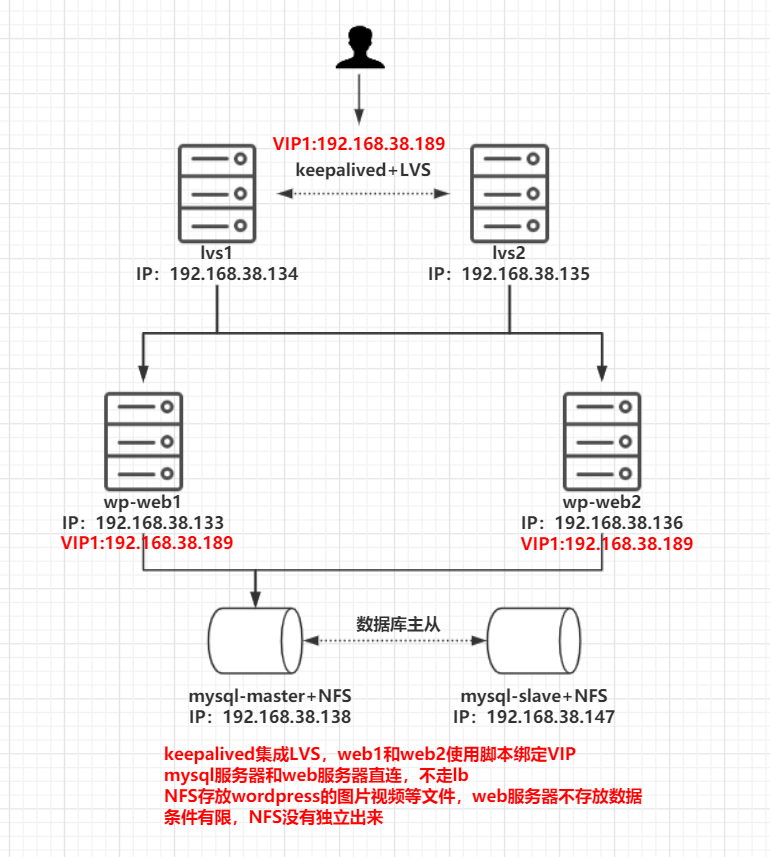 VIP1:192.168.38.189
keepalived+LVS
lvs1
IP：192.168.38.134
lvs2
IP：192.168.38.135
wp-web1
IP：192.168.38.133
VIP1:192.168.38.189
wp-web2
IP：192.168.38.136
VIP1:192.168.38.189
数据库主从
mysql-master+NFS
IP：192.168.38.138
mysql-slave+NFS
IP：192.168.38.147
keepalived集成LVS，web1和web2使用脚本绑定VIP
mysql服务器和web服务器直连，不走lb
NFS存放wordpress的图片视频等文件，web服务器不存放数据
条件有限，NFS没有独立出来